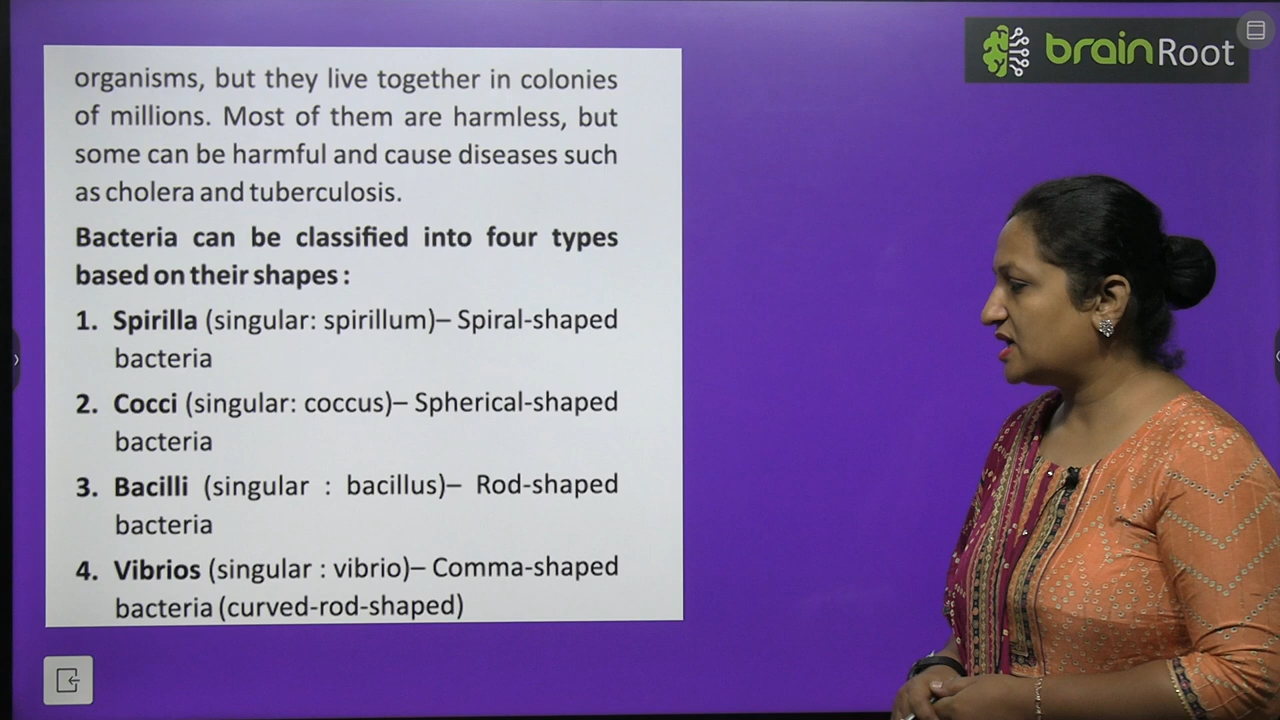 brainRoot
organisms, but they live together in colonies
of millions. Most of them are harmless, but
some can be harmful and cause diseases such
as cholera and tuberculosis.
Bacteria can be classified into four types
based on their shapes :
1. Spirilla (singular: spirillum)– Spiral-shaped
bacteria
2. Cocci (singular: coccus)– Spherical-shaped
bacteria
3. Bacilli (singular : bacillus)– Rod-shaped
bacteria
4. Vibrios (singular : vibrio)– Comma-shaped
bacteria (curved-rod-shaped)